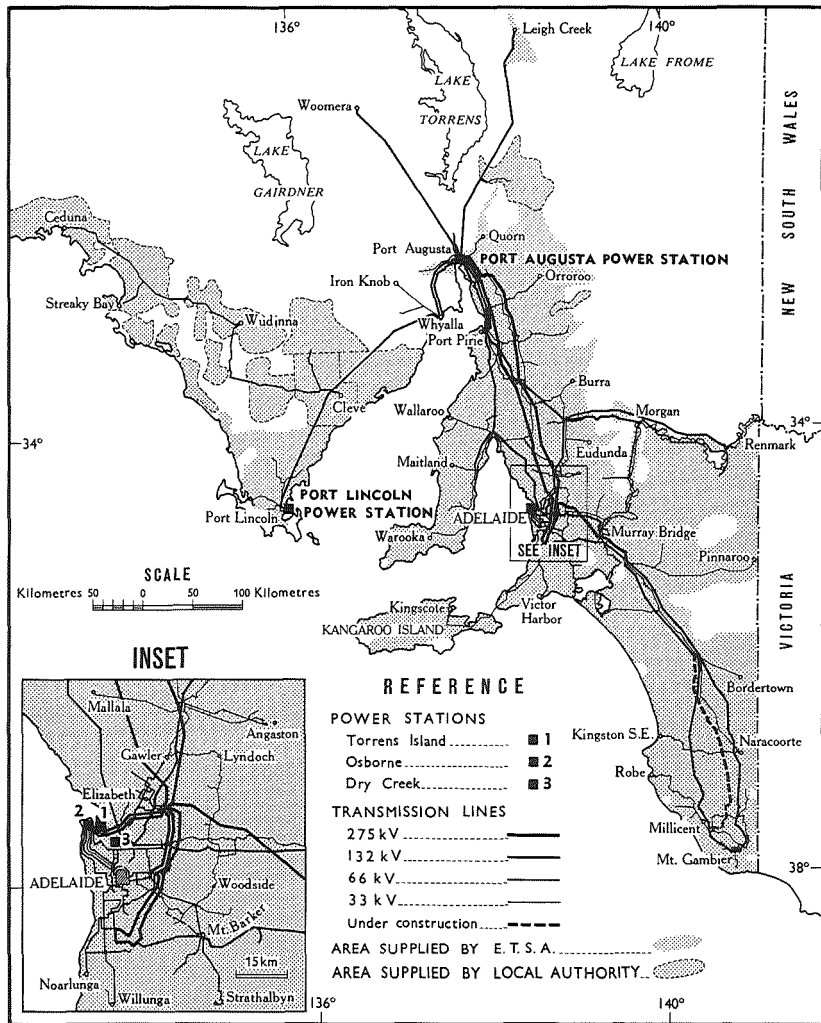 136°
140°
Leigh Creek
LAKE FROME
LAKE
TORRENS
Woomera
LAKE
GAIRDNER
NEW SOUTH WALES
Ceduna
Quorn
Port Augusta
PORT AUGUSTA POWER STATION
Iron Knob
Orroroo
Streaky Bay
Wudinna
Whyalla
Port Pirie
Burra
Cleve
Wallaroo
Morgan
34°
34°
Renmark
Eudunda
Maitland
PORT LINCOLN
POWER STATION
Port Lincoln
ADELAIDE
Warooka
SEE INSET
Murray Bridge
Pinnaroo
SCALE
Kilometres 50 0 50 100 Kilometres
Kingscote
KANGAROO ISLAND
Victor
Harbor
VICTORIA
INSET
Mallala
Angaston
Gawler
Lyndoch
Elizabeth
2 1
3
ADELAIDE
Woodside
Mt. Barker
15 km
Noarlunga
Willunga
Strathalbyn
REFERENCE
POWER STATIONS
Torrens Island 1
Osborne 2
Dry Creek 3
TRANSMISSION LINES
275 kV
132 kV
66 kV
33 kV
Under construction
AREA SUPPLIED BY E.T.S.A.
AREA SUPPLIED BY LOCAL AUTHORITY
Bordertown
Kingston S.E.
Naracoorte
Robe
Millicent
Mt. Gambier
38°
136°
140°